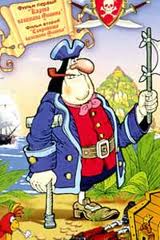 Фильм первый
"Карта
капитана Флинта"
Фильм второй
"Сокровища
капитана Флинта"